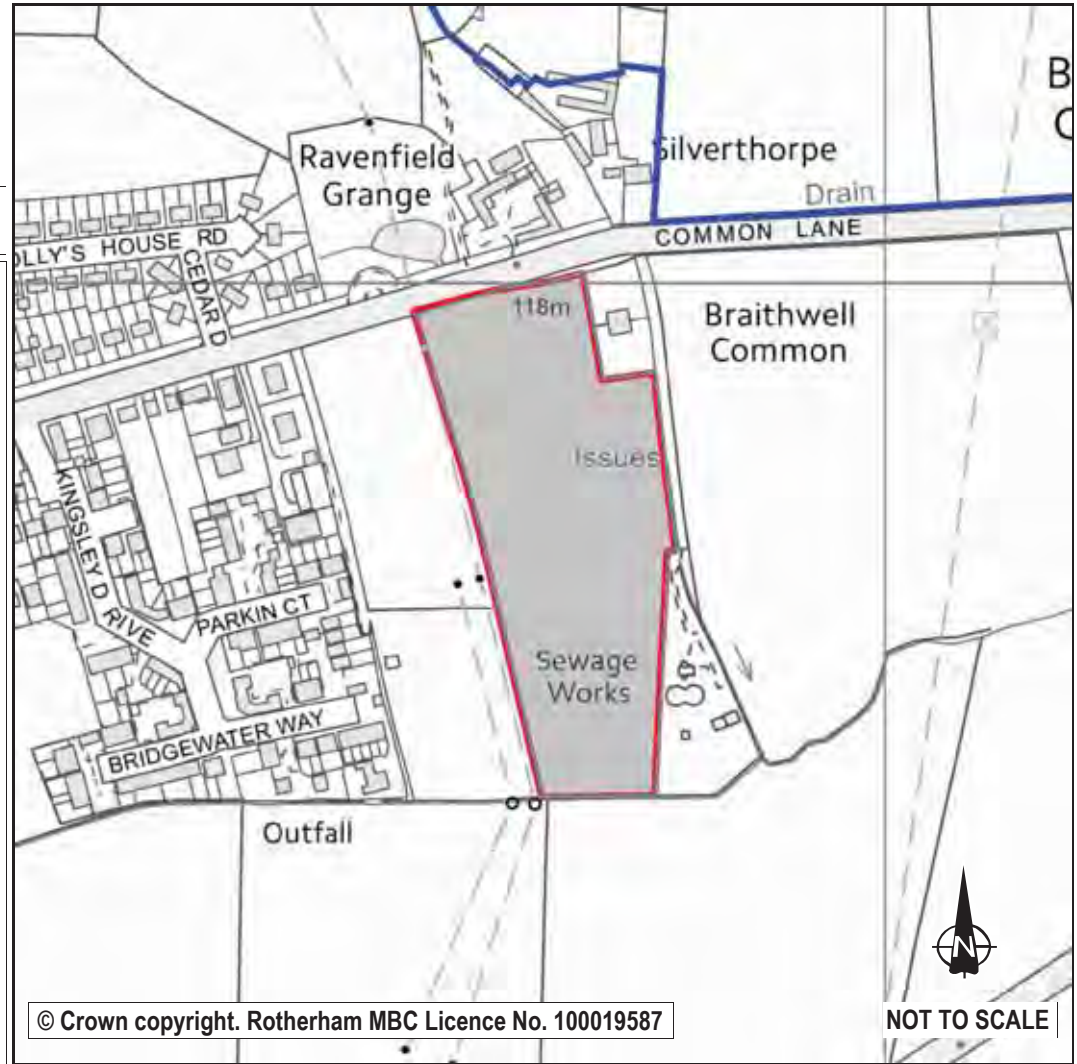 B
C
Ravenfield
Grange
Silverthorpe
Drain
OLLY'S HOUSE RD
COMMON LANE
CEDAR D
118m
Braithwell
Common
Issues
KINGSLEY D RIVE
PARKIN CT
Sewage
Works
BRIDGEWATER WAY
Outfall
N
© Crown copyright. Rotherham MBC Licence No. 100019587
NOT TO SCALE